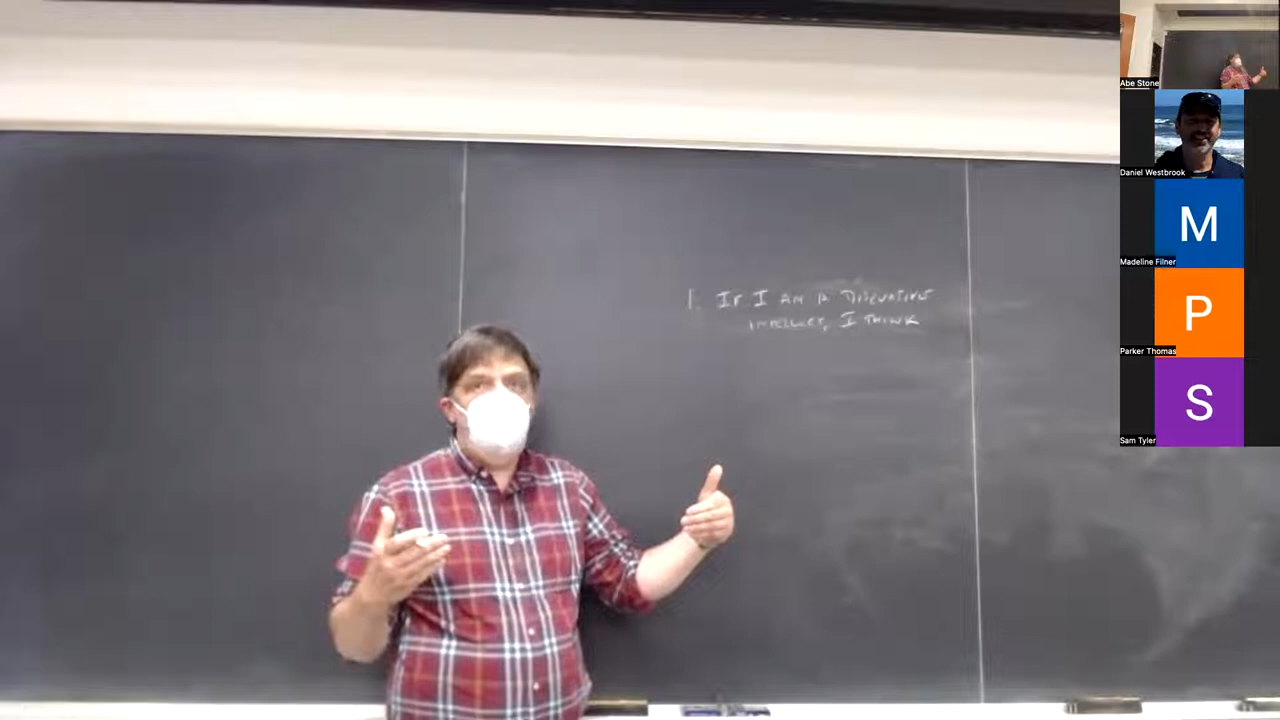 1. IF I AM A DISCURSIVE
INTELLECT, I THINK
Abe Stone
Daniel Westbrook
M
Madeline Filner
P
Parker Thomas
S
Sam Tyler